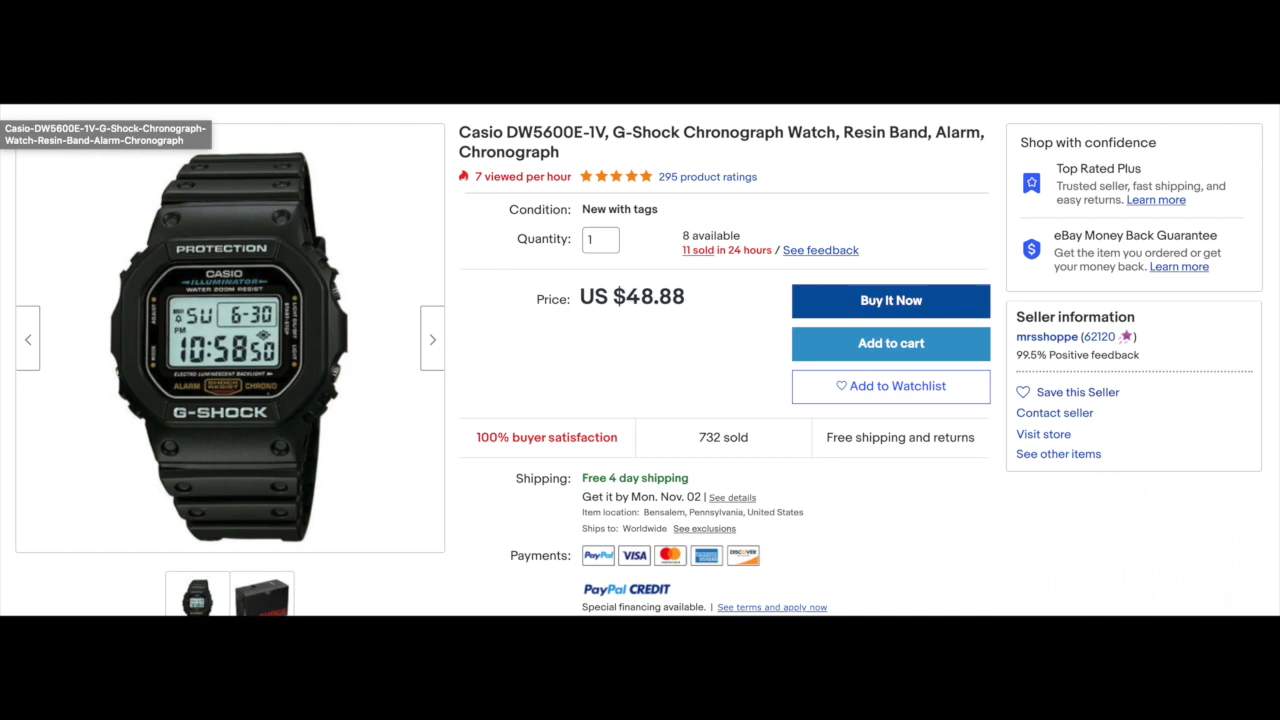 Casio-DW5600E-1V-G-Shock-Chronograph-
Watch-Resin-Band-Alarm-Chronograph
PROTECTION
CASIO
ILLUMINATOR
WATER 200M RESIST
SU 6-30
PM
10:58 50
ELECTRO LUMINESCENT BACKLIGHT
ALARM SHOCK RESIST CHRONO
G-SHOCK
Casio DW5600E-1V, G-Shock Chronograph Watch, Resin Band, Alarm,
Chronograph
7 viewed per hour 295 product ratings
Condition: New with tags
Quantity: 1
8 available
11 sold in 24 hours / See feedback
Price: US $48.88
Buy It Now
Add to cart
Add to Watchlist
100% buyer satisfaction
732 sold
Free shipping and returns
Shipping: Free 4 day shipping
Get it by Mon. Nov. 02 | See details
Item location: Bensalem, Pennsylvania, United States
Ships to: Worldwide See exclusions
Payments: PayPal VISA MasterCard AMERICAN EXPRESS DISCOVER
PayPal CREDIT
Special financing available. | See terms and apply now
Shop with confidence
Top Rated Plus
Trusted seller, fast shipping, and
easy returns. Learn more
eBay Money Back Guarantee
Get the item you ordered or get
your money back. Learn more
Seller information
mrsshoppe (62120)
99.5% Positive feedback
Save this Seller
Contact seller
Visit store
See other items